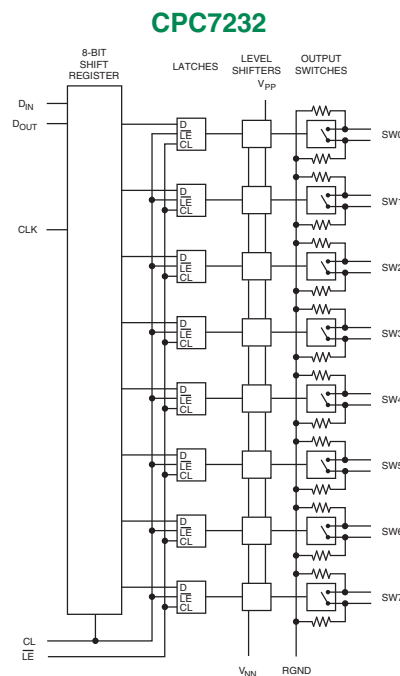 CPC7232
8-BIT
SHIFT
REGISTER
LATCHES
LEVEL
SHIFTERS
OUTPUT
SWITCHES
VPP
DIN
DOUT
CLK
D
LE
CL
SW0
D
LE
CL
SW1
D
LE
CL
SW2
D
LE
CL
SW3
D
LE
CL
SW4
D
LE
CL
SW5
D
LE
CL
SW6
D
LE
CL
SW7
CL
LE
VNN
RGND